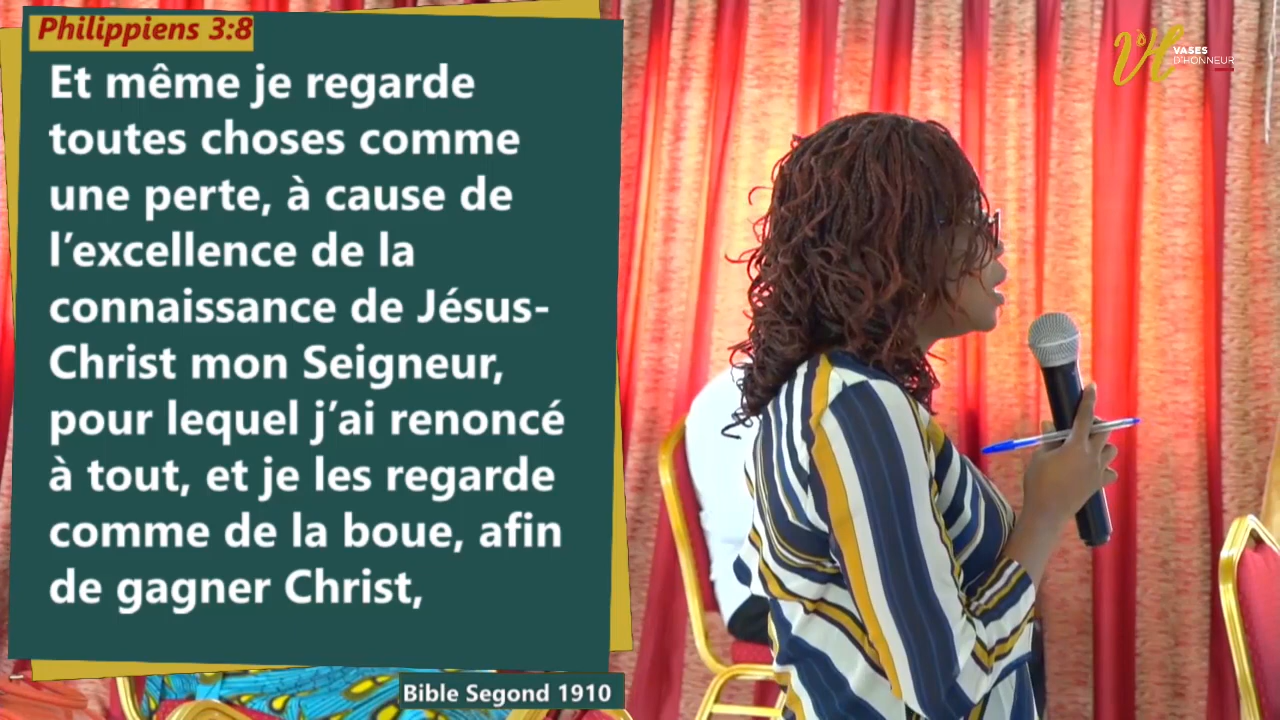 Philippiens 3:8
Et même je regarde
toutes choses comme
une perte, à cause de
l’excellence de la
connaissance de Jésus-
Christ mon Seigneur,
pour lequel j’ai renoncé
à tout, et je les regarde
comme de la boue, afin
de gagner Christ,
Bible Segond 1910
VH
VASES
D'HONNEUR